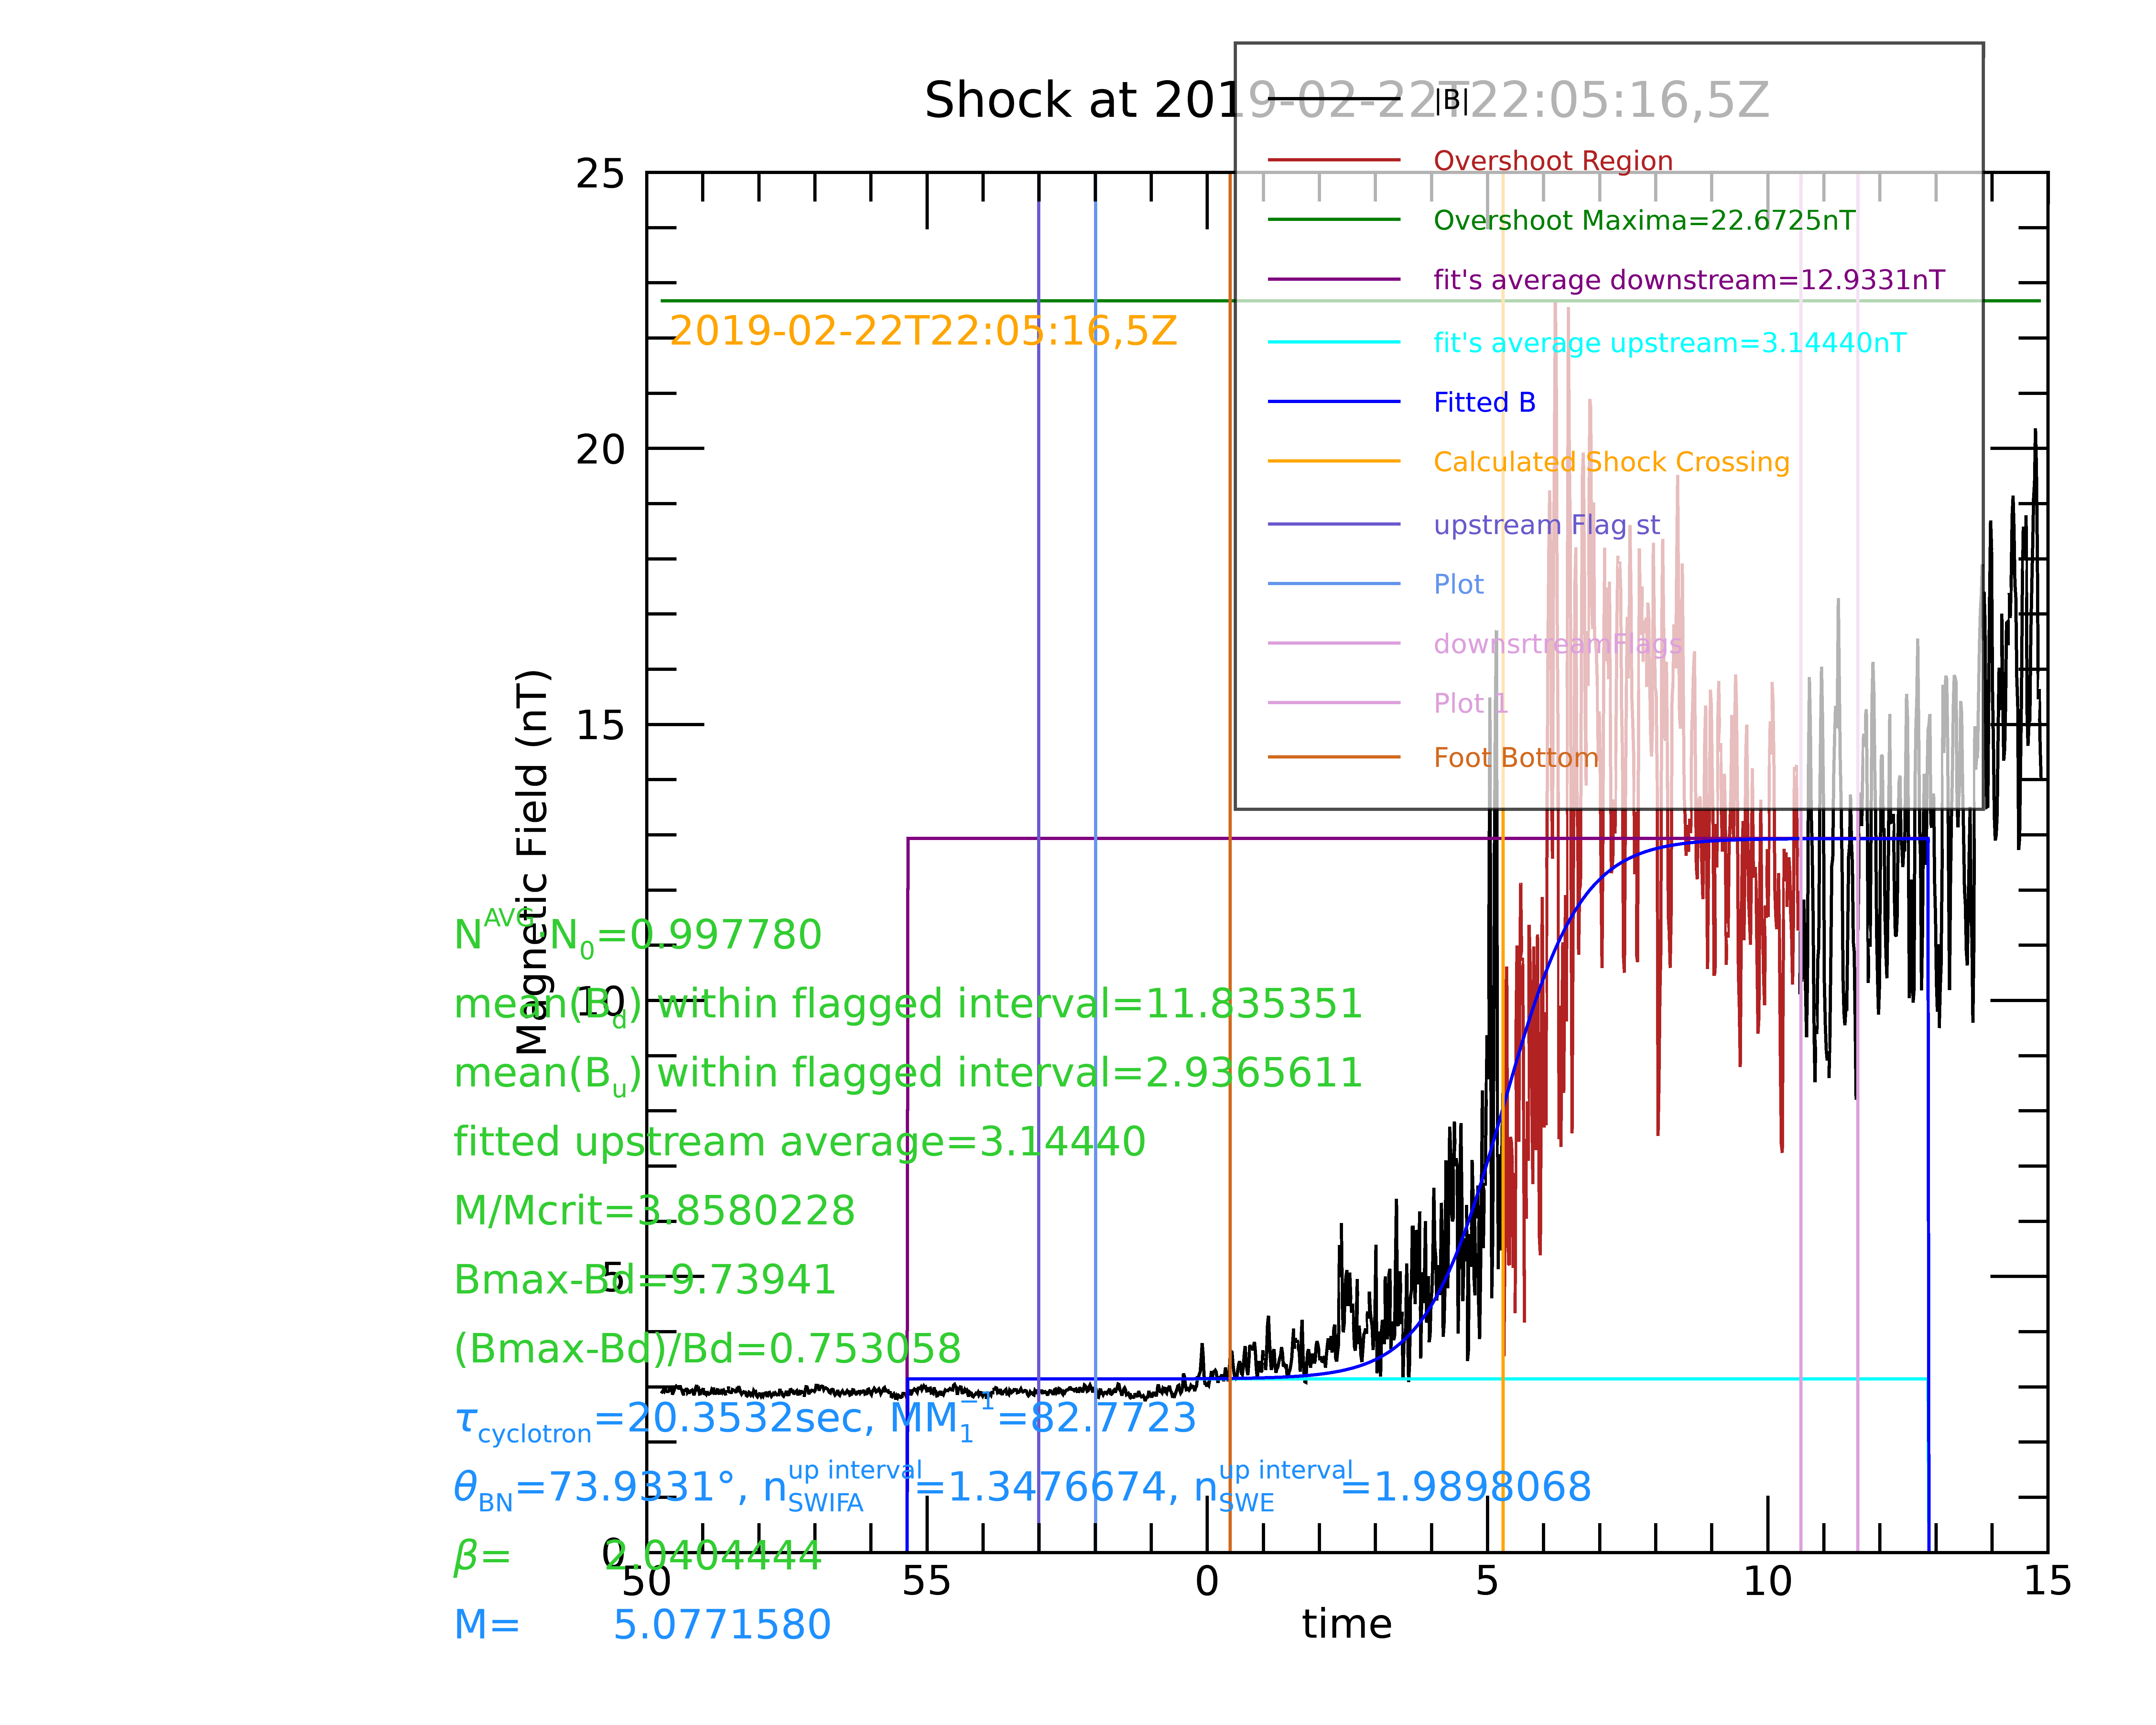 Shock at 2019-02-22T22:05:16,5Z
|B|
Overshoot Region
Overshoot Maxima=22.6725nT
fit's average downstream=12.9331nT
fit's average upstream=3.14440nT
Fitted B
Calculated Shock Crossing
upstream Flag st
Plot
downsrtreamFlags
Plot 1
Foot Bottom
2019-02-22T22:05:16,5Z
25
20
15
10
5
0
Magnetic Field (nT)
N^AVG·N_0=0.997780
mean(B_d) within flagged interval=11.835351
mean(B_u) within flagged interval=2.9365611
fitted upstream average=3.14440
M/Mcrit=3.8580228
Bmax-Bd=9.73941
(Bmax-Bd)/Bd=0.753058
τ_cyclotron=20.3532sec, MM_1^−1=82.7723
θ_BN=73.9331°, n_SWIFA^up interval=1.3476674, n_SWE^up interval=1.9898068
β= 2.0404444
M= 5.0771580
50 55 0 5 10 15
time